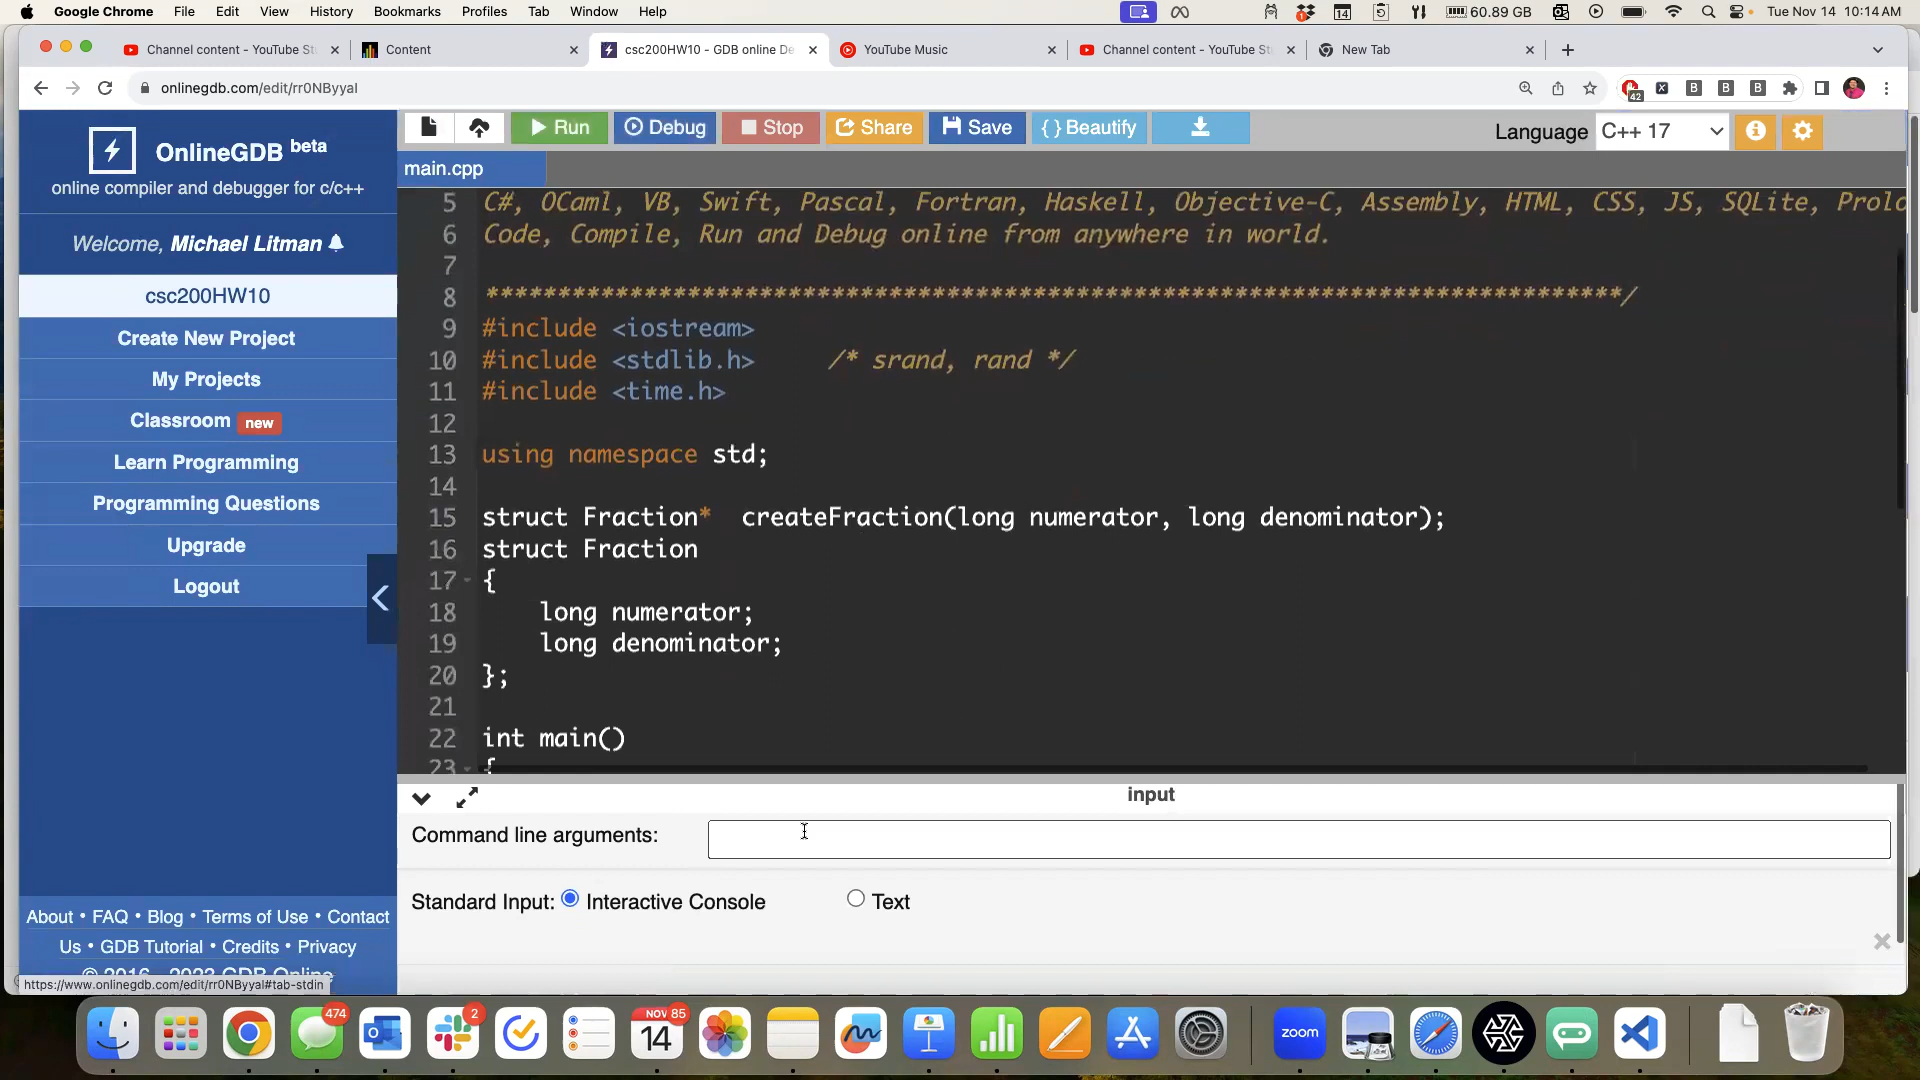 Google Chrome File Edit View History Bookmarks Profiles Tab Window Help 14 60.89 GB Tue Nov 14 10:14 AM
Channel content - YouTube St Content csc200HW10 - GDB online De YouTube Music Channel content - YouTube St New Tab
onlinegdb.com/edit/rr0NByyal 42
OnlineGDB beta
online compiler and debugger for c/c++
Welcome, Michael Litman
csc200HW10
Create New Project
My Projects
Classroom new
Learn Programming
Programming Questions
Upgrade
Logout
About • FAQ • Blog • Terms of Use • Contact
Us • GDB Tutorial • Credits • Privacy
© 2016 - 2023 GDB Online
https://www.onlinegdb.com/edit/rr0NByyal#tab-stdin
Run Debug Stop Share Save {} Beautify Language C++ 17
main.cpp
5 C#, OCaml, VB, Swift, Pascal, Fortran, Haskell, Objective-C, Assembly, HTML, CSS, JS, SQLite, Prolo
6 Code, Compile, Run and Debug online from anywhere in world.
7
8 *******************************************************************************/
9 #include <iostream>
10 #include <stdlib.h> /* srand, rand */
11 #include <time.h>
12
13 using namespace std;
14
15 struct Fraction* createFraction(long numerator, long denominator);
16 struct Fraction
17 {
18 long numerator;
19 long denominator;
20 };
21
22 int main()
23 {
input
Command line arguments:
Standard Input: Interactive Console Text
474 2 NOV 85 14 zoom